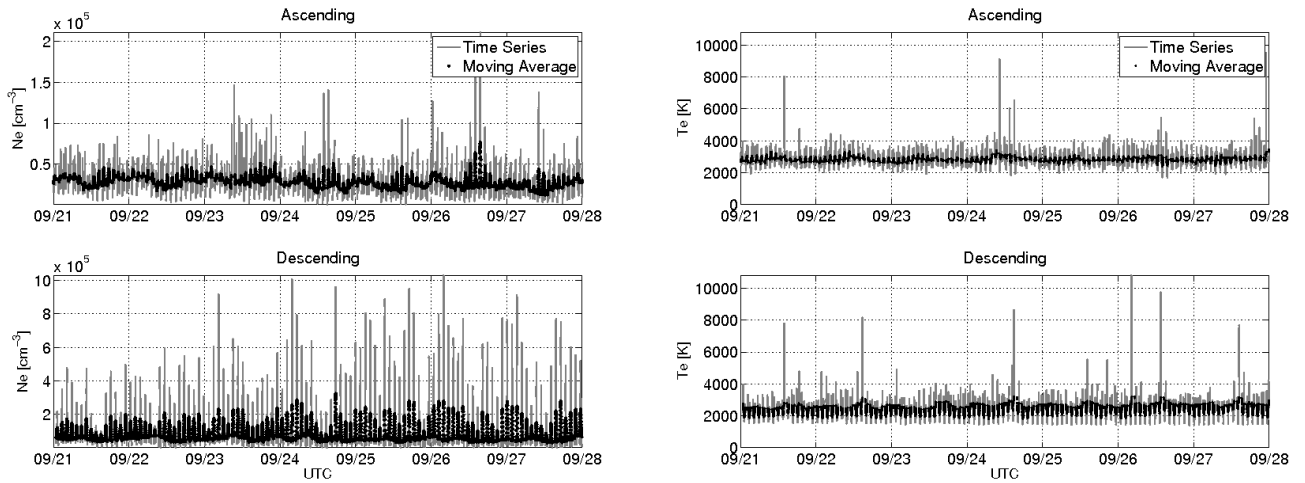 Ascending
x 10^5
Ne [cm^-3]
2
1.5
1
0.5
Time Series
Moving Average
09/21 09/22 09/23 09/24 09/25 09/26 09/27 09/28
Ascending
Te [K]
10000
8000
6000
4000
2000
0
Time Series
Moving Average
09/21 09/22 09/23 09/24 09/25 09/26 09/27 09/28
Descending
x 10^5
Ne [cm^-3]
10
8
6
4
2
09/21 09/22 09/23 09/24 09/25 09/26 09/27 09/28
UTC
Descending
Te [K]
10000
8000
6000
4000
2000
0
09/21 09/22 09/23 09/24 09/25 09/26 09/27 09/28
UTC